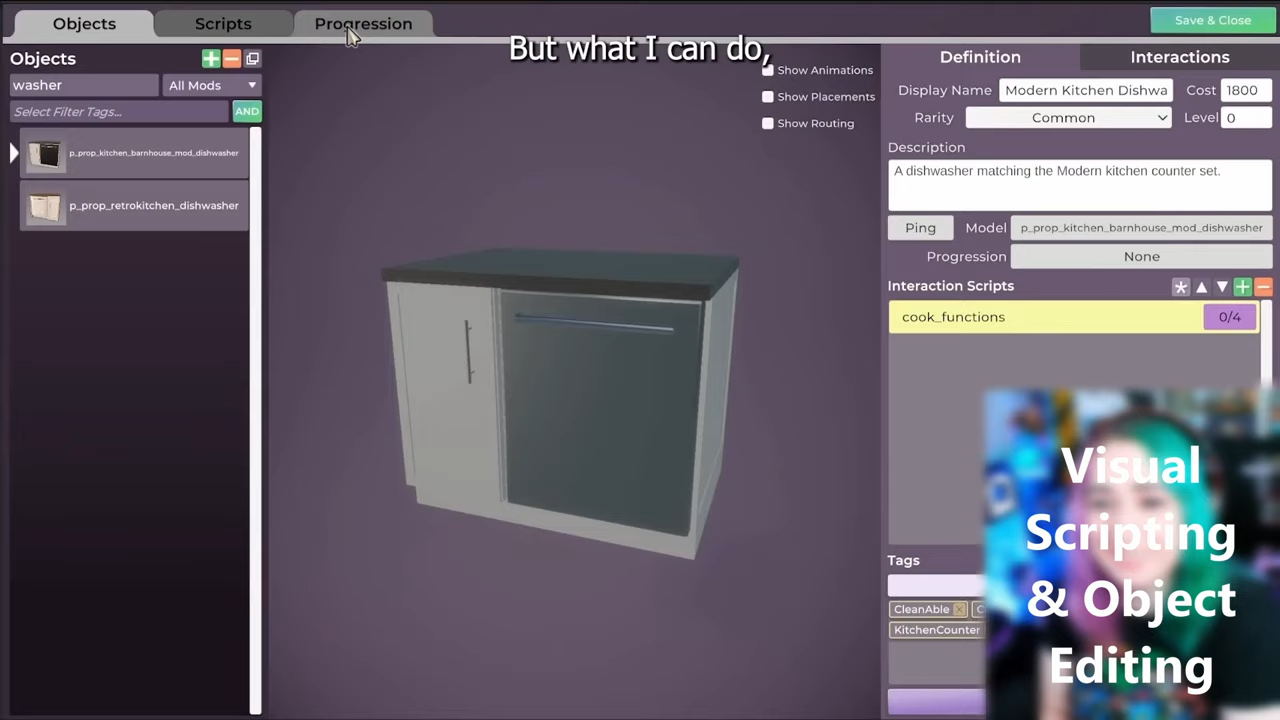 Objects
Scripts
Progression
Save & Close
But what I can do,
Objects
washer
All Mods
Select Filter Tags...
AND
p_prop_kitchen_barnhouse_mod_dishwasher
p_prop_retrokitchen_dishwasher
Show Animations
Show Placements
Show Routing
Definition
Interactions
Display Name
Modern Kitchen Dishwa
Cost
1800
Rarity
Common
Level
0
Description
A dishwasher matching the Modern kitchen counter set.
Ping
Model
p_prop_kitchen_barnhouse_mod_dishwasher
Progression
None
Interaction Scripts
cook_functions
0/4
Tags
CleanAble
KitchenCounter
Visual
Scripting
& Object
Editing